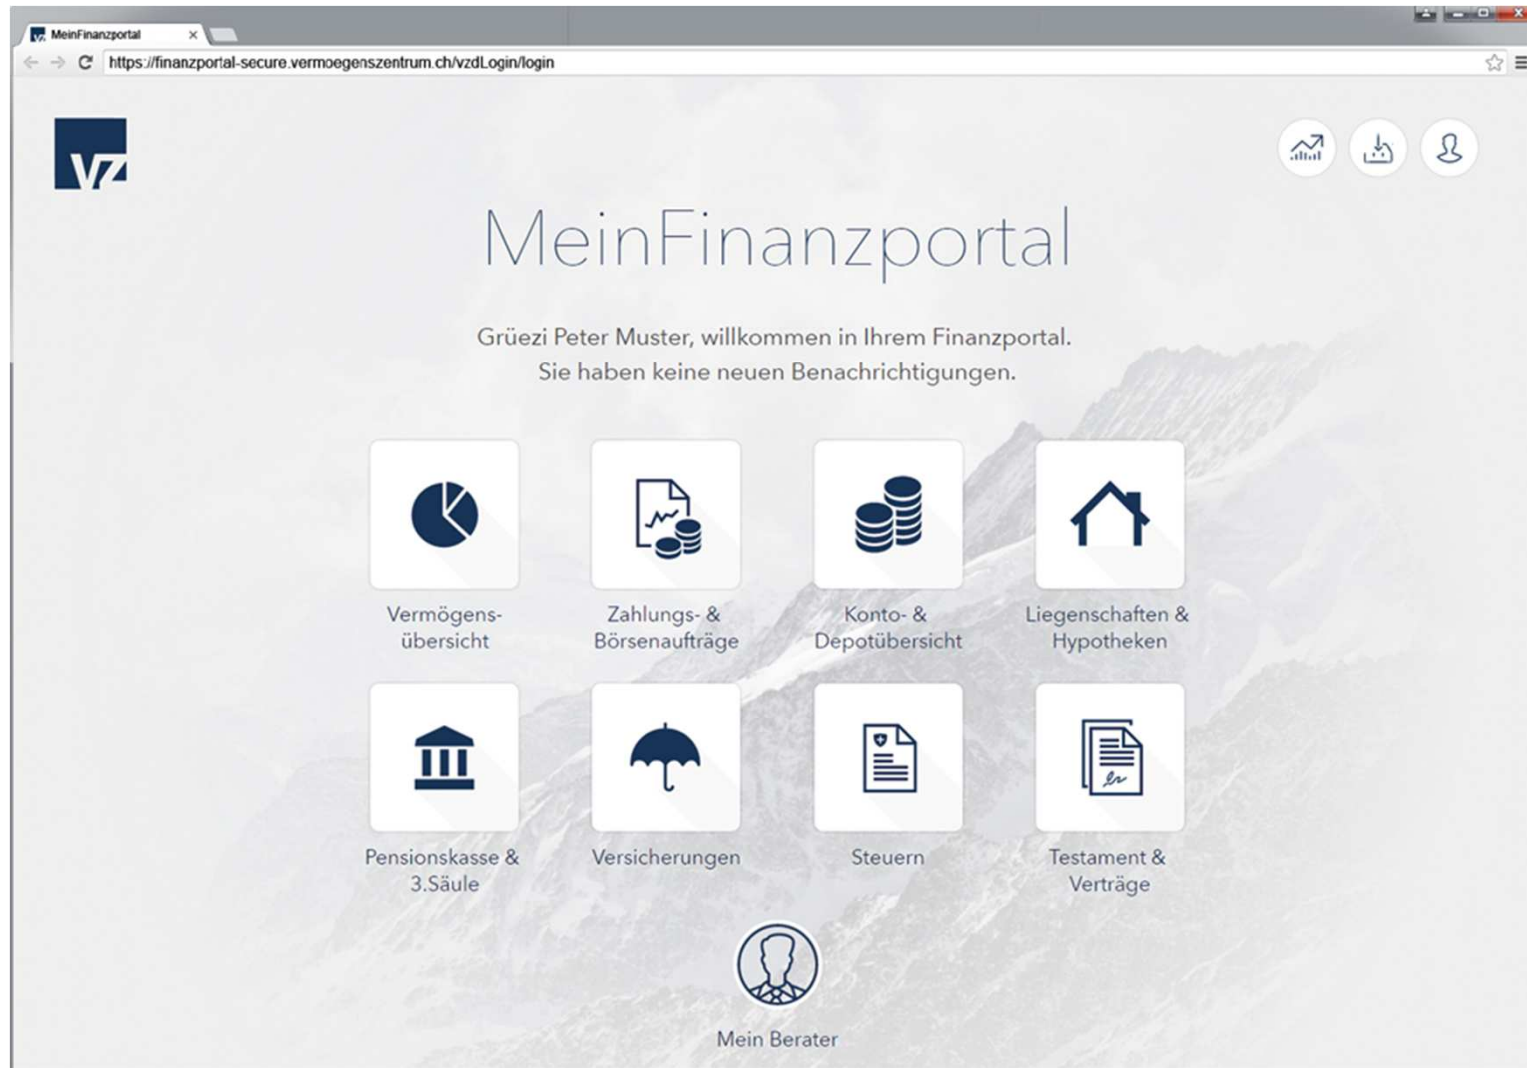 MeinFinanzportal
https://finanzportal-secure.vermoegenszentrum.ch/vzdLogin/login
VZ
MeinFinanzportal
Grüezi Peter Muster, willkommen in Ihrem Finanzportal.
Sie haben keine neuen Benachrichtigungen.
Vermögens-
übersicht
Zahlungs- &
Börsenaufträge
Konto- &
Depotübersicht
Liegenschaften &
Hypotheken
Pensionskasse &
3.Säule
Versicherungen
Steuern
Testament &
Verträge
Mein Berater